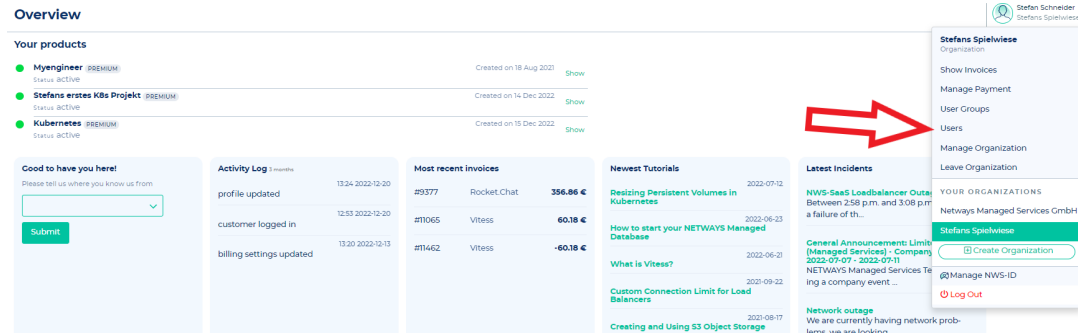 Overview
Stefan Schneider
Stefans Spielwiese
Your products
Myengineer PREMIUM
Created on 18 Aug 2021
Show
Status active
Stefans erstes K8s Projekt PREMIUM
Created on 14 Dec 2022
Show
Status active
Kubernetes PREMIUM
Created on 15 Dec 2022
Show
Status active
Stefans Spielwiese
Organization
Show Invoices
Manage Payment
User Groups
Users
Manage Organization
Leave Organization
YOUR ORGANIZATIONS
Netways Managed Services GmbH
Stefans Spielwiese
Create Organization
Manage NWS-ID
Log Out
Good to have you here!
Please tell us where you know us from
Submit
Activity Log 3 months
13:24 2022-12-20
profile updated
12:53 2022-12-20
customer logged in
13:20 2022-12-13
billing settings updated
Most recent invoices
#9377 Rocket.Chat 356.86 €
#11065 Vitess 60.18 €
#11462 Vitess -60.18 €
Newest Tutorials
2022-07-12
Resizing Persistent Volumes in
Kubernetes
2022-06-23
How to start your NETWAYS Managed
Database
2022-06-21
What is Vitess?
2021-09-22
Custom Connection Limit for Load
Balancers
2021-08-17
Creating and Using S3 Object Storage
Latest Incidents
NWS-SaaS Loadbalancer Outa
Between 2:58 p.m. and 3:08 p.m
a failure of th...
General Announcement: Limit
(Managed Services) - Company
2022-07-07 - 2022-07-11
NETWAYS Managed Services Te
ing a company event ...
Network outage
We are currently having network prob-
lems, we are looking